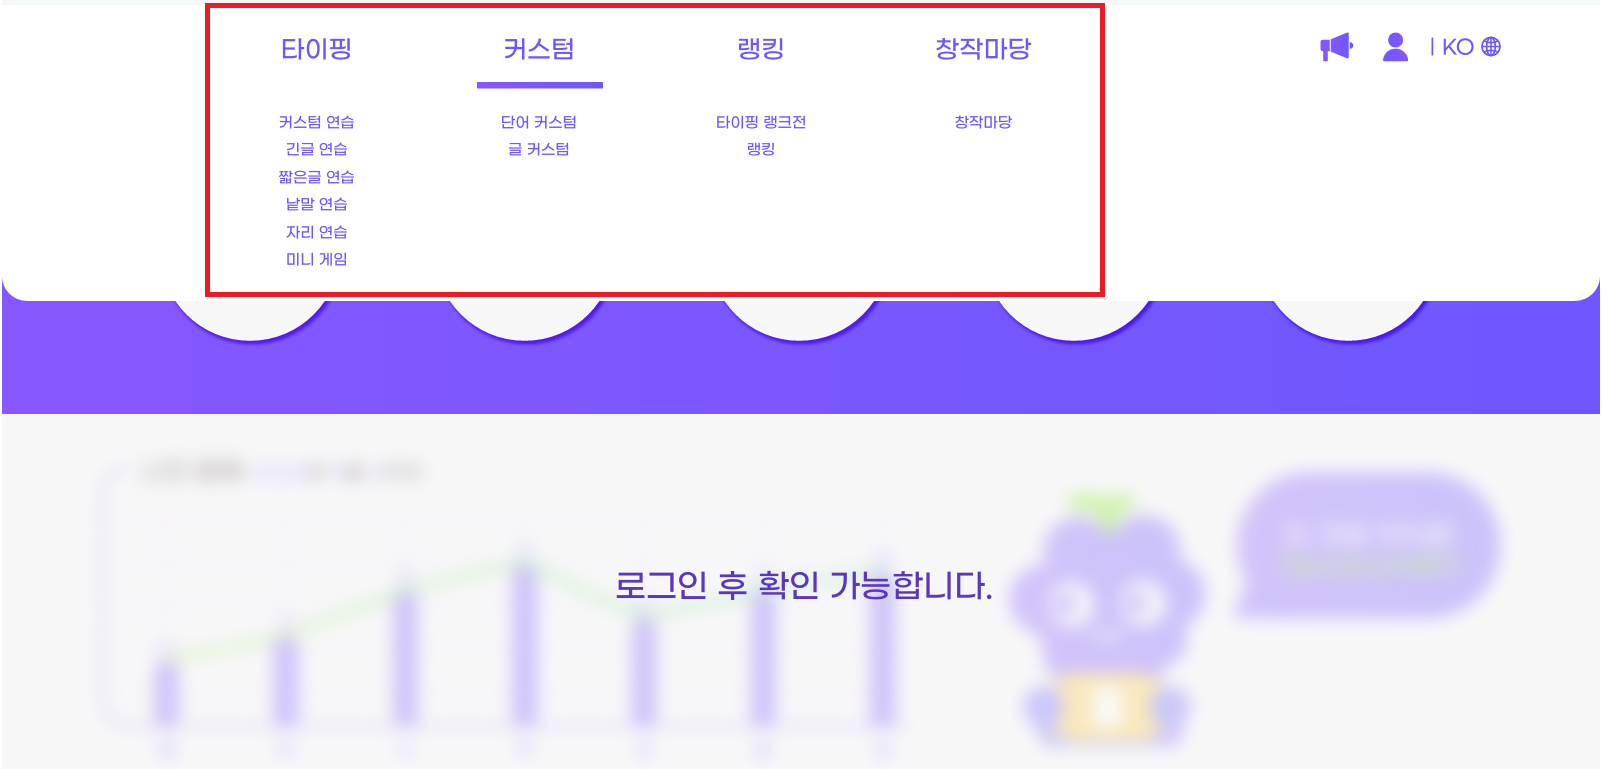 타이핑 커스텀 랭킹 창작마당 | KO
커스텀 연습 단어 커스텀 타이핑 랭크전 창작마당
긴글 연습 글 커스텀 랭킹
짧은글 연습
낱말 연습
자리 연습
미니 게임
로그인 후 확인 가능합니다.